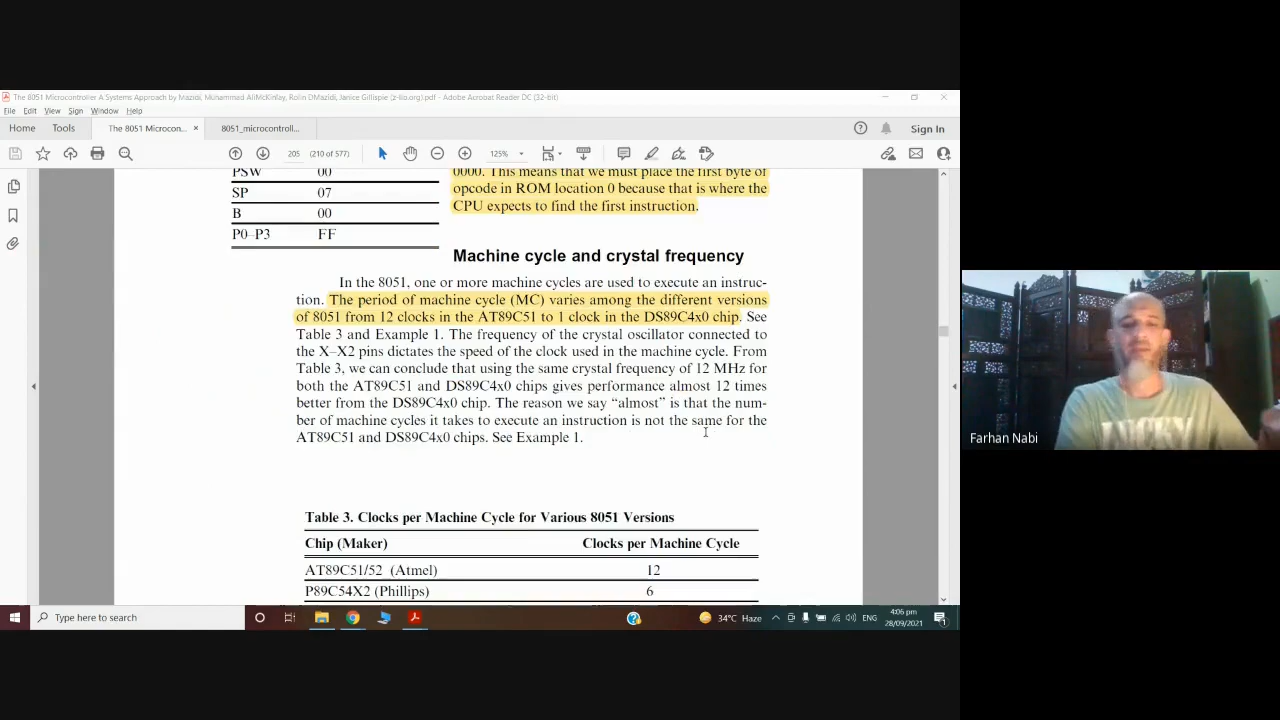 The 8051 Microcontroller A Systems Approach by Mazidi, Muhammad AliMcKinlay, Rolin DMazidi, Janice Gillispie (z-lib.org).pdf - Adobe Acrobat Reader DC (32-bit)
File Edit View Sign Window Help
Home Tools The 8051 Microcon... × 8051_microcontroll... Sign In
205 (210 of 577) 125%
PSW 00
SP 07
B 00
P0–P3 FF
0000. This means that we must place the first byte of
opcode in ROM location 0 because that is where the
CPU expects to find the first instruction.
Machine cycle and crystal frequency
In the 8051, one or more machine cycles are used to execute an instruc-
tion. The period of machine cycle (MC) varies among the different versions
of 8051 from 12 clocks in the AT89C51 to 1 clock in the DS89C4x0 chip. See
Table 3 and Example 1. The frequency of the crystal oscillator connected to
the X–X2 pins dictates the speed of the clock used in the machine cycle. From
Table 3, we can conclude that using the same crystal frequency of 12 MHz for
both the AT89C51 and DS89C4x0 chips gives performance almost 12 times
better from the DS89C4x0 chip. The reason we say “almost” is that the num-
ber of machine cycles it takes to execute an instruction is not the same for the
AT89C51 and DS89C4x0 chips. See Example 1.
Table 3. Clocks per Machine Cycle for Various 8051 Versions
Chip (Maker) Clocks per Machine Cycle
AT89C51/52 (Atmel) 12
P89C54X2 (Phillips) 6
Type here to search
34°C Haze
ENG
4:06 pm
28/09/2021
Farhan Nabi